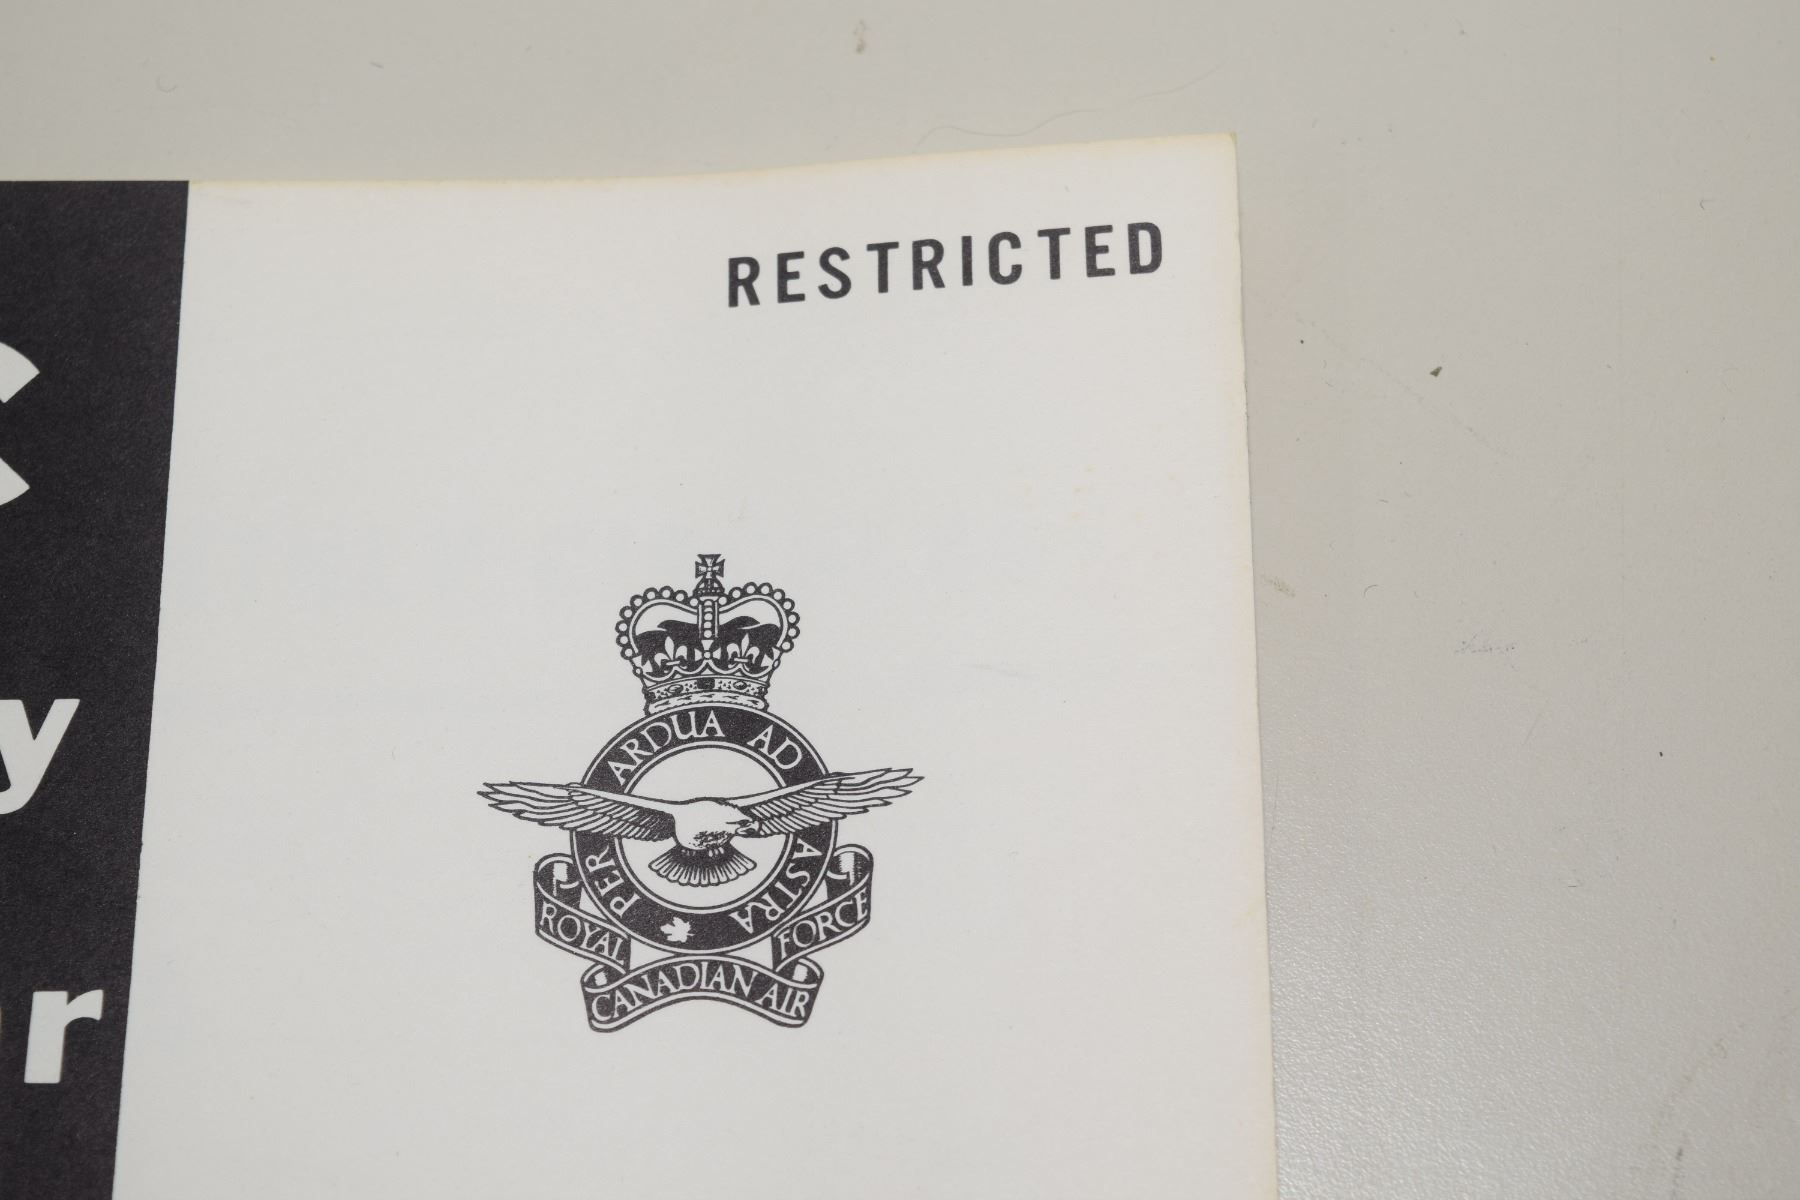 RESTRICTED
PER ARDUA AD ASTRA
ROYAL CANADIAN AIR FORCE